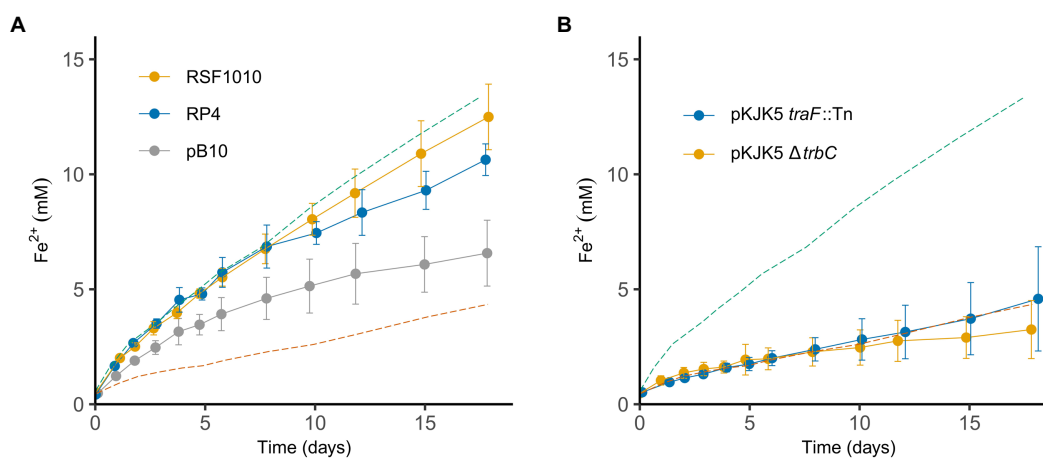 A
15
10
5
0
Fe²⁺ (mM)
RSF1010
RP4
pB10
0 5 10 15
Time (days)
B
15
10
5
0
Fe²⁺ (mM)
pKJK5 traF::Tn
pKJK5 ΔtrbC
0 5 10 15
Time (days)